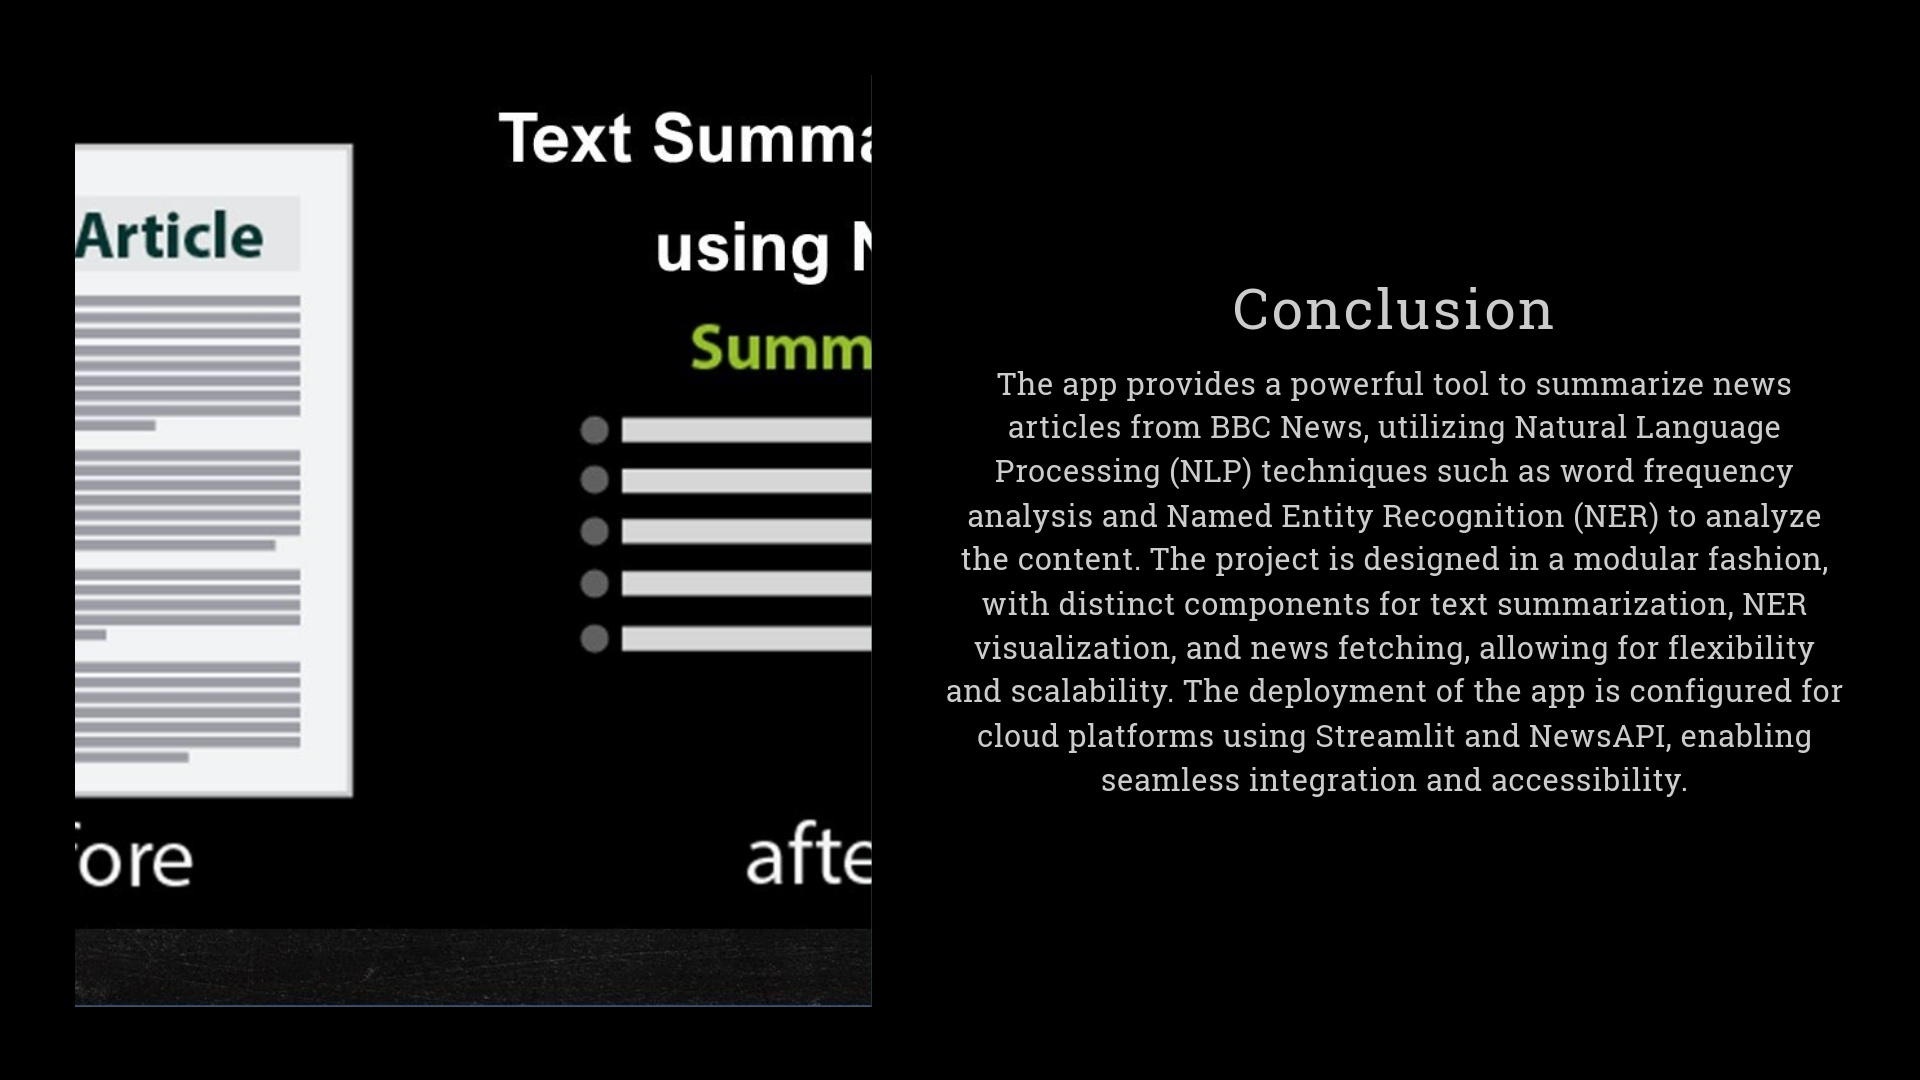 Text Summa
using N
Article
Summ
fore
afte
Conclusion
The app provides a powerful tool to summarize news
articles from BBC News, utilizing Natural Language
Processing (NLP) techniques such as word frequency
analysis and Named Entity Recognition (NER) to analyze
the content. The project is designed in a modular fashion,
with distinct components for text summarization, NER
visualization, and news fetching, allowing for flexibility
and scalability. The deployment of the app is configured for
cloud platforms using Streamlit and NewsAPI, enabling
seamless integration and accessibility.